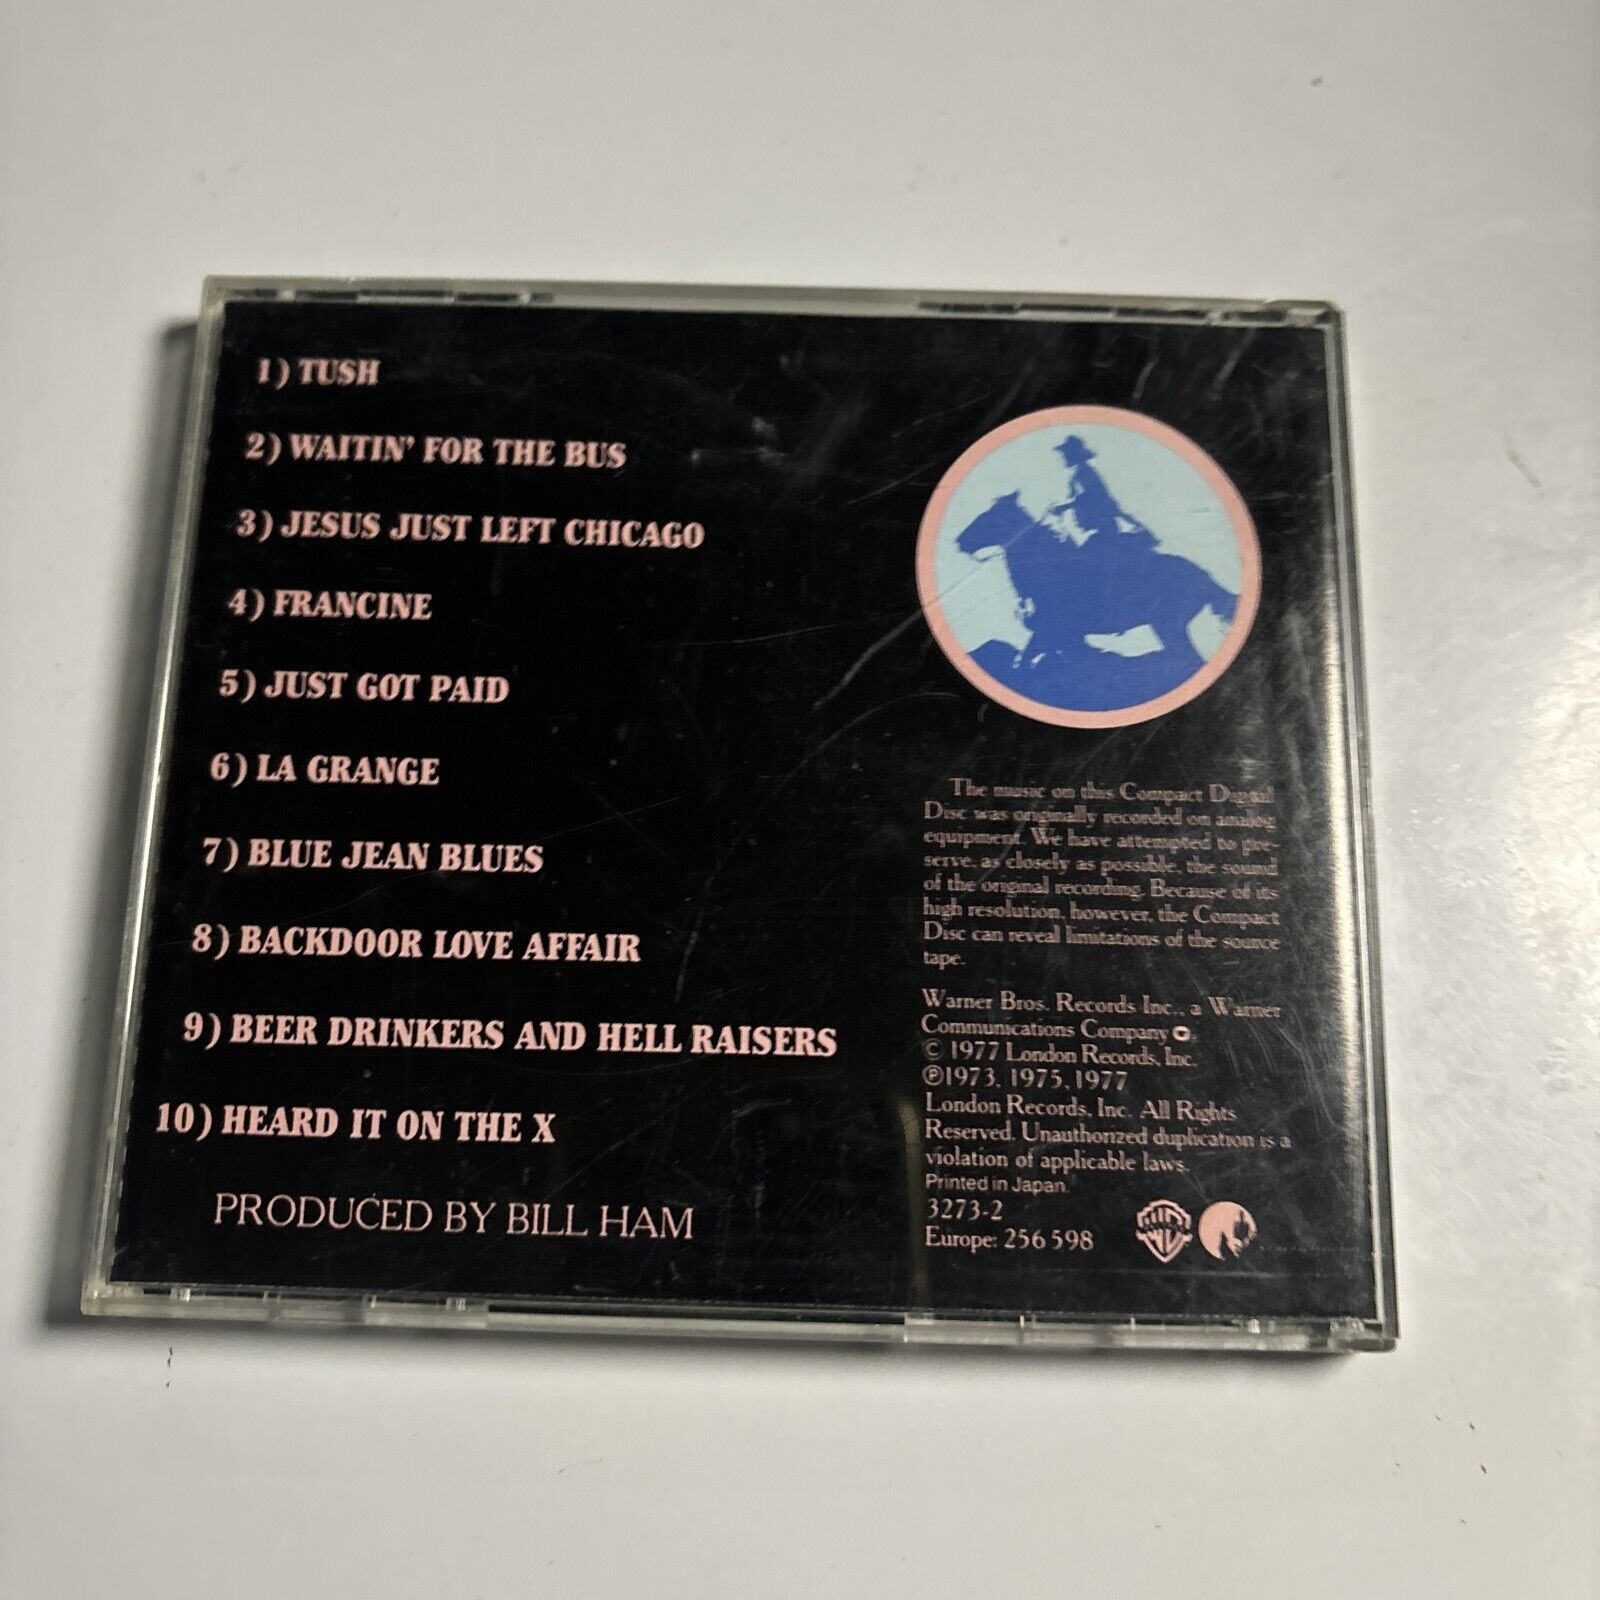 1) TUSH
2) WAITIN' FOR THE BUS
3) JESUS JUST LEFT CHICAGO
4) FRANCINE
5) JUST GOT PAID
6) LA GRANGE
7) BLUE JEAN BLUES
8) BACKDOOR LOVE AFFAIR
9) BEER DRINKERS AND HELL RAISERS
10) HEARD IT ON THE X
PRODUCED BY BILL HAM
The music on this Compact Digital
Disc was originally recorded on analog
equipment. We have attempted to pre-
serve, as closely as possible, the sound
of the original recording. Because of its
high resolution, however, the Compact
Disc can reveal limitations of the source
tape.
Warner Bros. Records Inc., a Warner
Communications Company
© 1977 London Records, Inc.
℗1973, 1975, 1977
London Records, Inc. All Rights
Reserved. Unauthorized duplication is a
violation of applicable laws.
Printed in Japan.
3273-2
Europe: 256 598